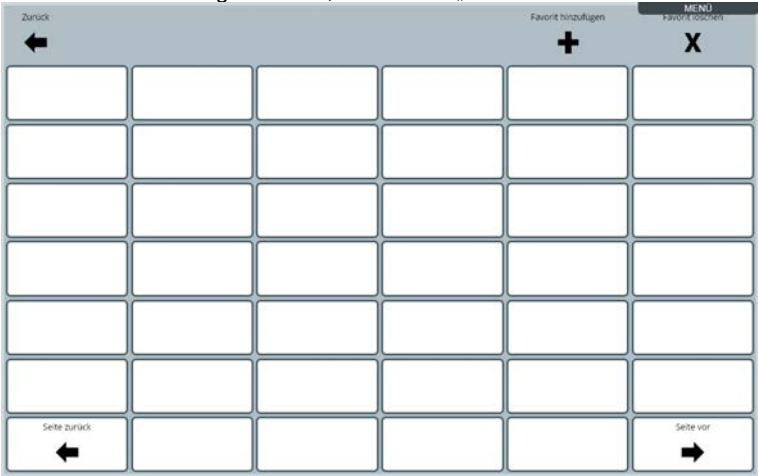 MENÜ
Zurück
Favorit hinzufügen
Favorit löschen
X
Seite zurück
Seite vor